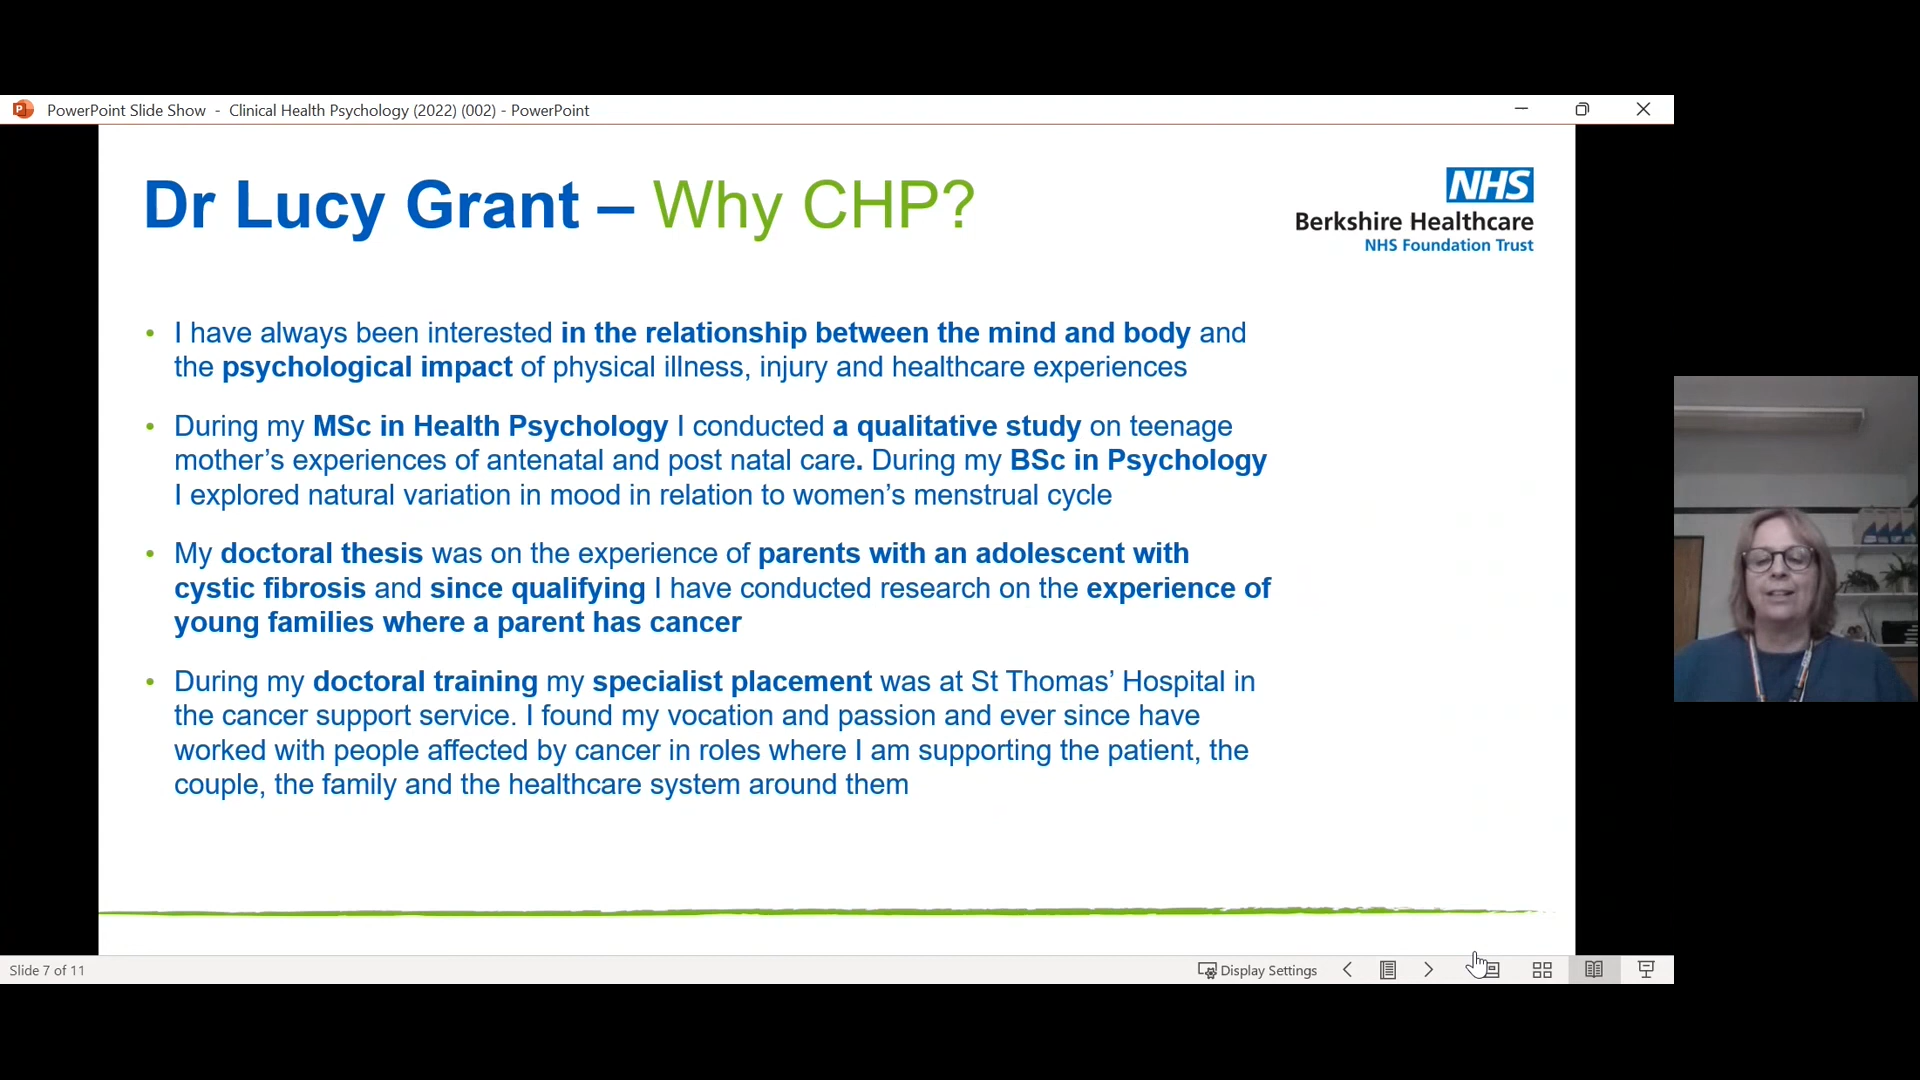 PowerPoint Slide Show - Clinical Health Psychology (2022) (002) - PowerPoint
Dr Lucy Grant – Why CHP?
NHS
Berkshire Healthcare
NHS Foundation Trust
• I have always been interested in the relationship between the mind and body and
the psychological impact of physical illness, injury and healthcare experiences
• During my MSc in Health Psychology I conducted a qualitative study on teenage
mother’s experiences of antenatal and post natal care. During my BSc in Psychology
I explored natural variation in mood in relation to women’s menstrual cycle
• My doctoral thesis was on the experience of parents with an adolescent with
cystic fibrosis and since qualifying I have conducted research on the experience of
young families where a parent has cancer
• During my doctoral training my specialist placement was at St Thomas’ Hospital in
the cancer support service. I found my vocation and passion and ever since have
worked with people affected by cancer in roles where I am supporting the patient, the
couple, the family and the healthcare system around them
Slide 7 of 11
Display Settings